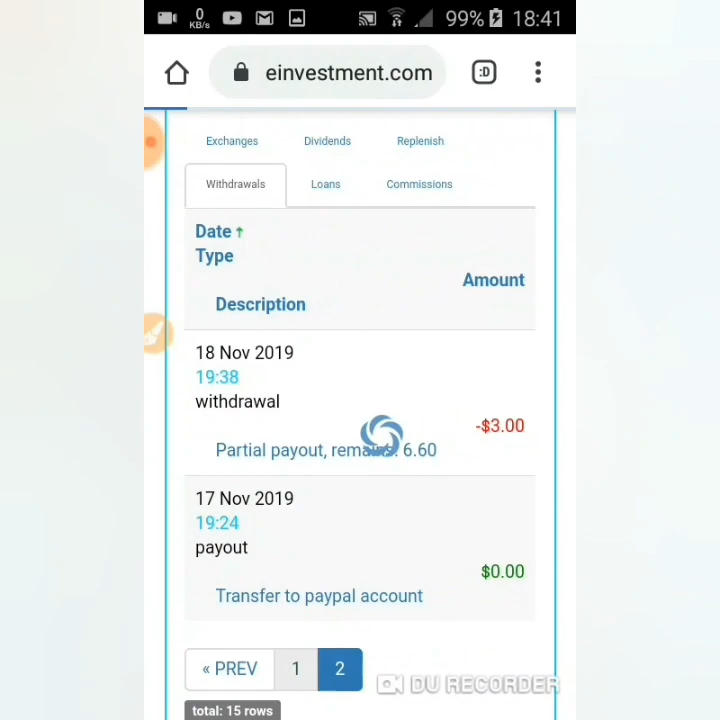 0
KB/s
99%
18:41
einvestment.com
:D
Exchanges
Dividends
Replenish
Withdrawals
Loans
Commissions
Date ↑
Type
Amount
Description
18 Nov 2019
19:38
withdrawal
-$3.00
Partial payout, remains: 6.60
17 Nov 2019
19:24
payout
$0.00
Transfer to paypal account
« PREV
1
2
DU RECORDER
total: 15 rows